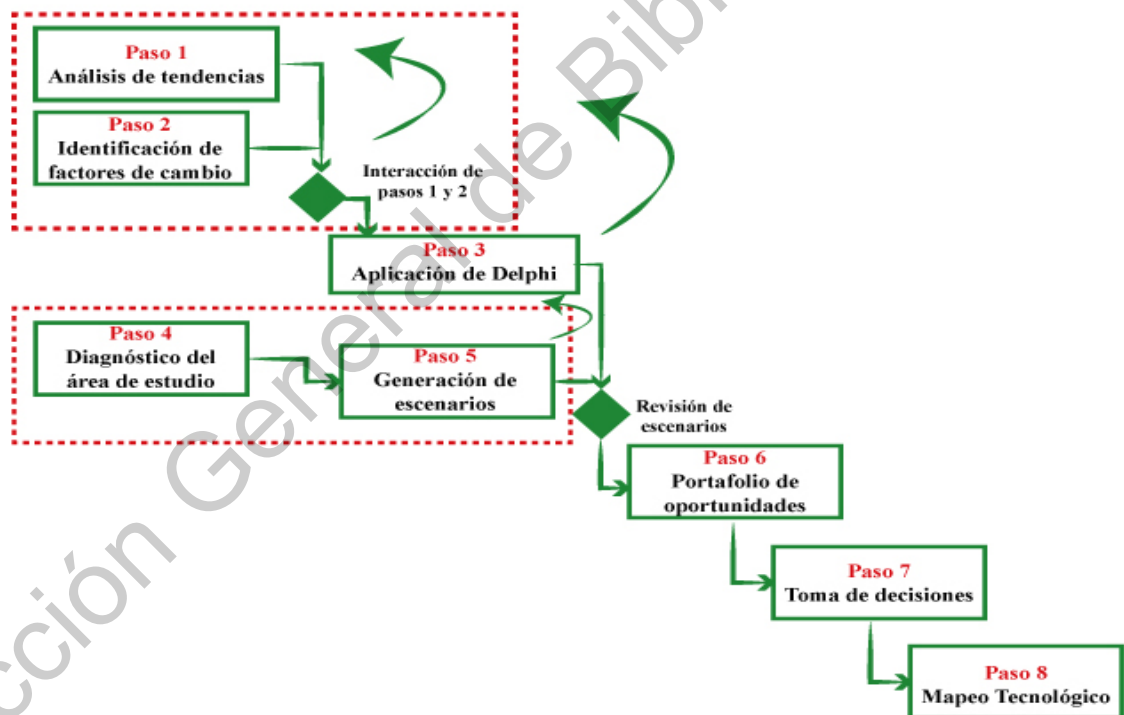 Paso 1
Análisis de tendencias
Paso 2
Identificación de
factores de cambio
Interacción de
pasos 1 y 2
Paso 3
Aplicación de Delphi
Paso 4
Diagnóstico del
área de estudio
Paso 5
Generación de
escenarios
Revisión de
escenarios
Paso 6
Portafolio de
oportunidades
Paso 7
Toma de decisiones
Paso 8
Mapeo Tecnológico
General de